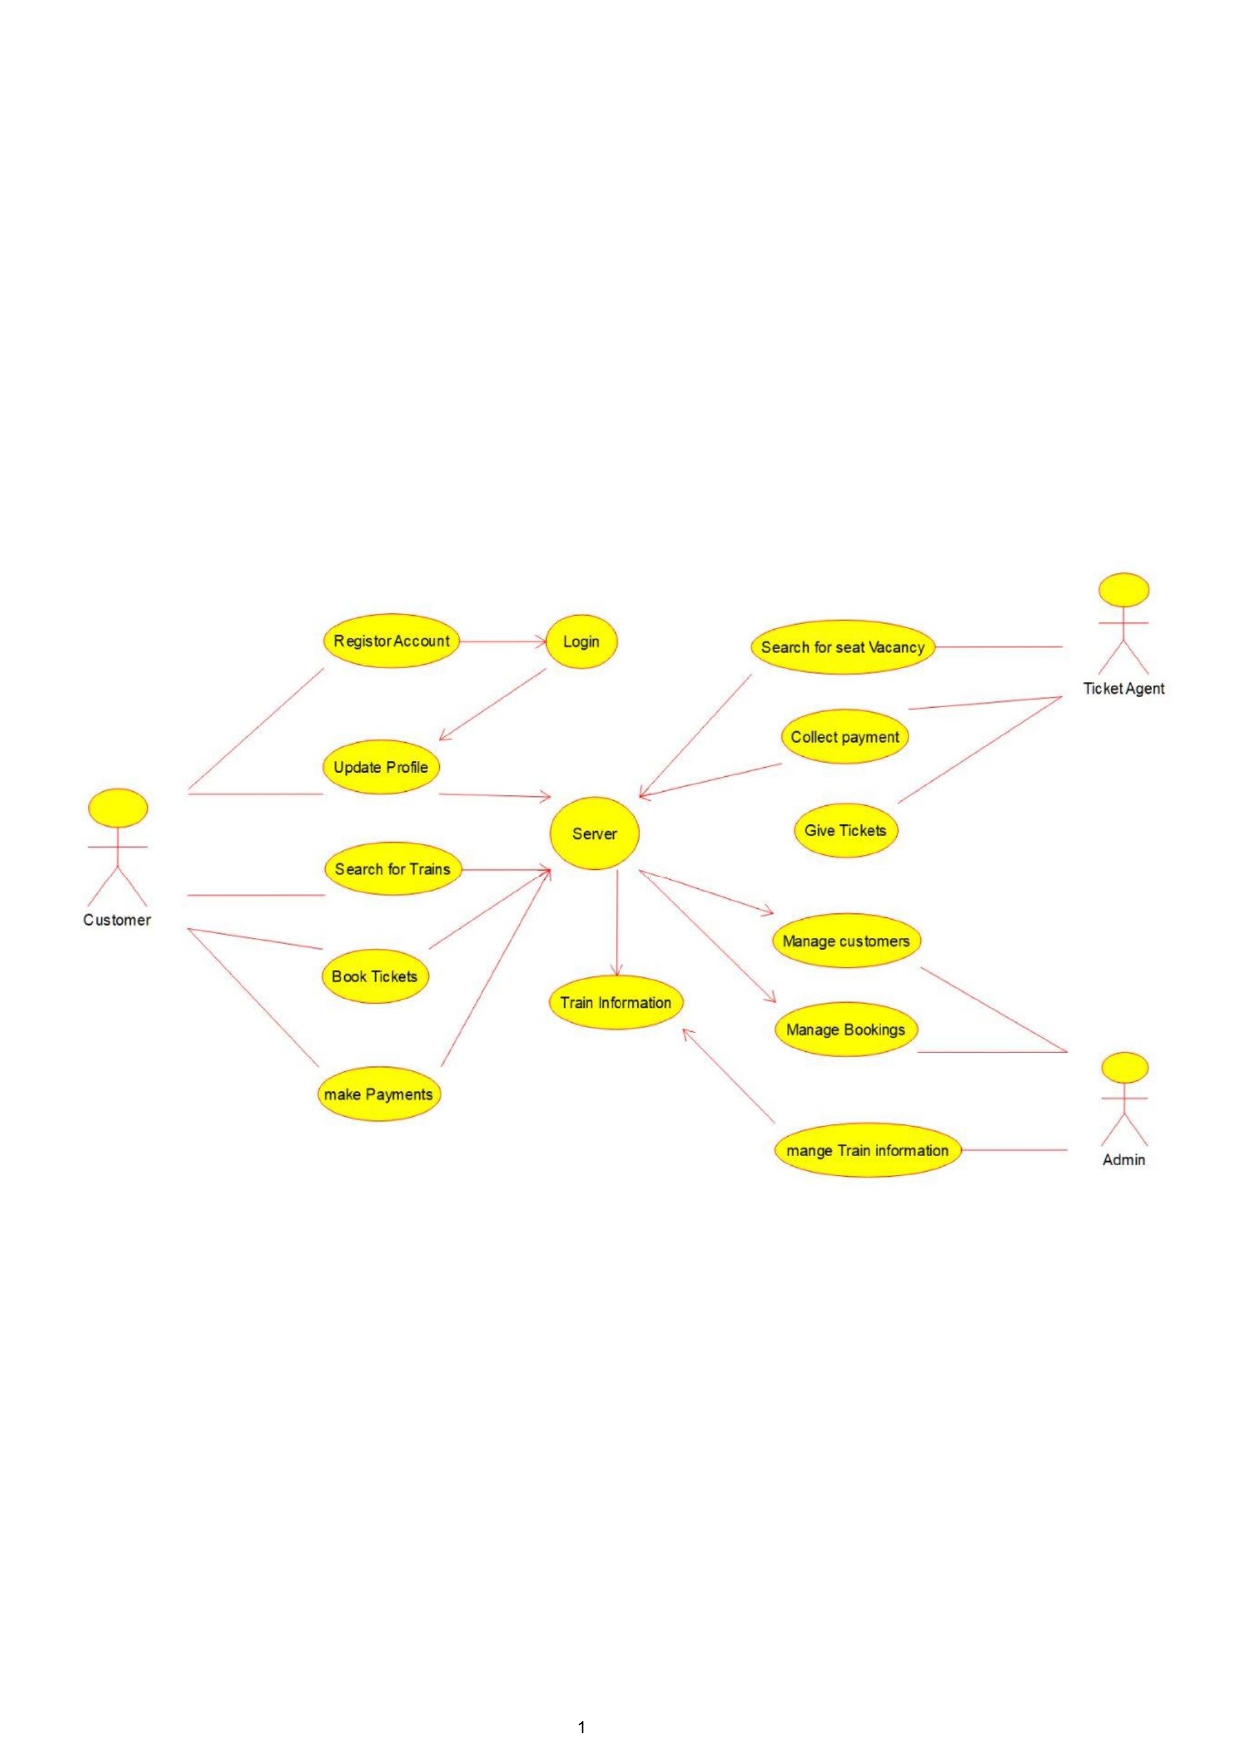 Registor Account
Login
Search for seat Vacancy
Ticket Agent
Collect payment
Update Profile
Give Tickets
Server
Search for Trains
Customer
Manage customers
Book Tickets
Train Information
Manage Bookings
make Payments
mange Train information
Admin
1